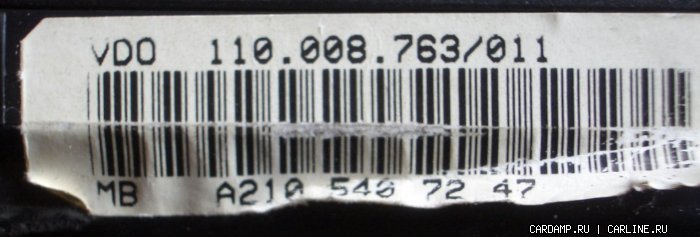 VDO 110.008.763/011
MB A210 540 72 47
CARDAMP.RU | CARLINE.RU